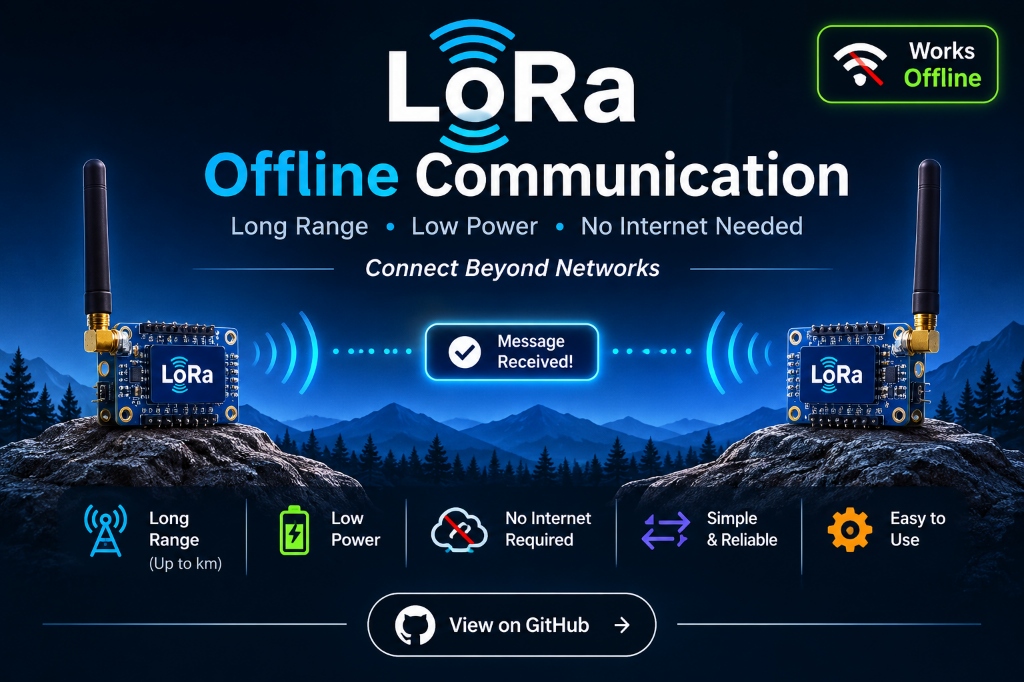 LoRa
Works
Offline
Offline Communication
Long Range • Low Power • No Internet Needed
Connect Beyond Networks
Message
Received!
LoRa
LoRa
Long
Range
(Up to km)
Low
Power
No Internet
Required
Simple
& Reliable
Easy to
Use
View on GitHub →